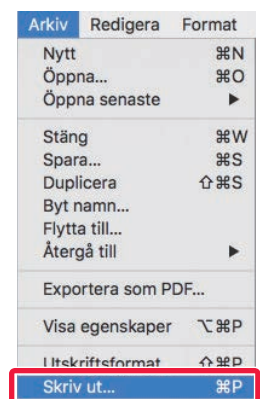 Arkiv Redigera Format
Nytt ⌘N
Öppna... ⌘O
Öppna senaste ▶
Stäng ⌘W
Spara... ⌘S
Duplicera ⇧⌘S
Byt namn...
Flytta till...
Återgå till ▶
Exportera som PDF...
Visa egenskaper ⌥⌘P
Utskriftsformat ⇧⌘P
Skriv ut... ⌘P